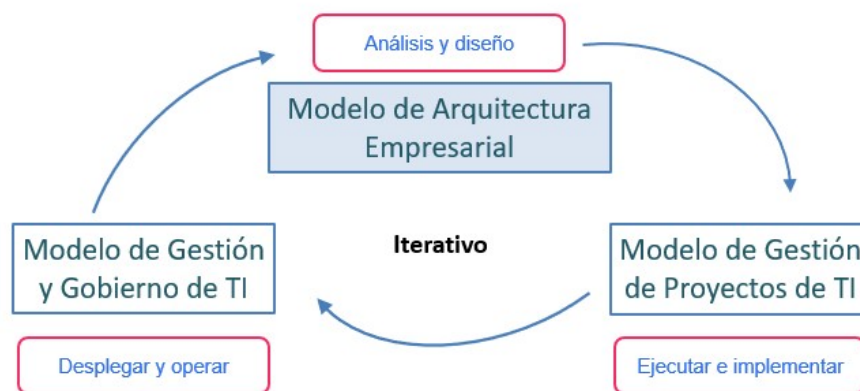 Análisis y diseño
Modelo de Arquitectura
Empresarial
Modelo de Gestión
y Gobierno de TI
Iterativo
Modelo de Gestión
de Proyectos de TI
Desplegar y operar
Ejecutar e implementar